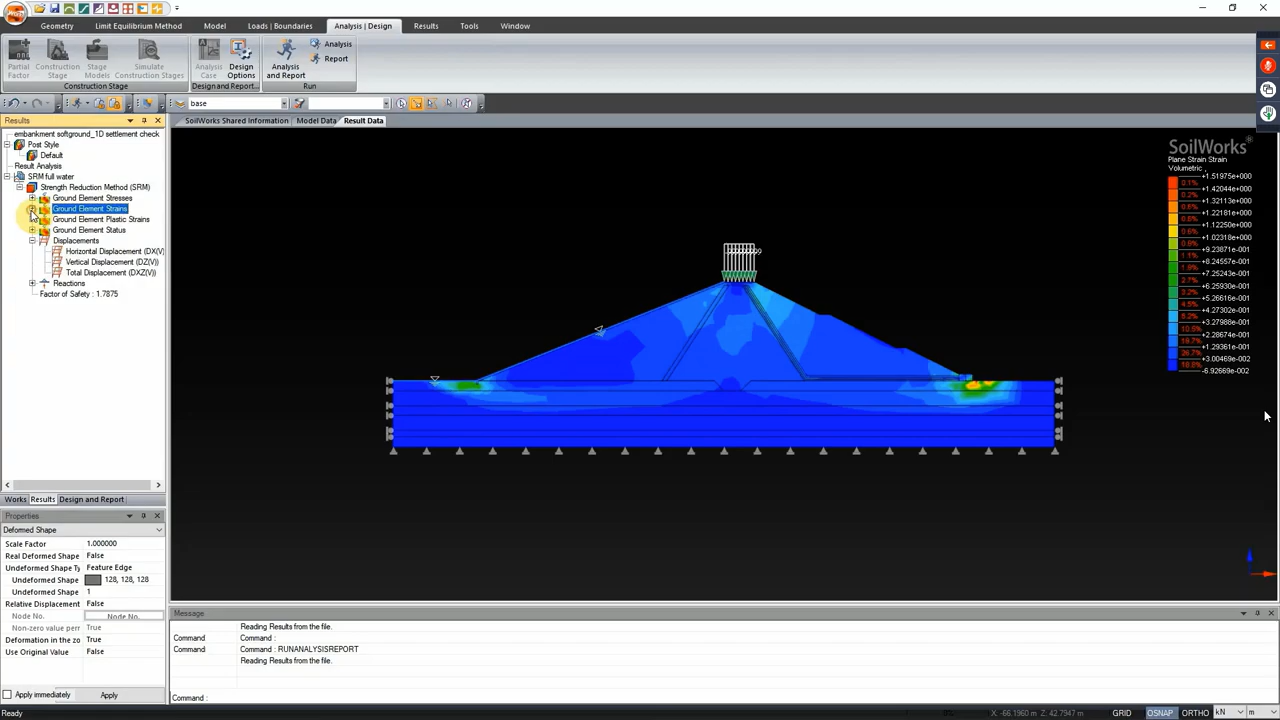 Geometry
Limit Equilibrium Method
Model
Loads | Boundaries
Analysis | Design
Results
Tools
Window
Partial Factor
Construction Stage
Stage Models
Simulate Construction Stages
Analysis Case
Design Options
Analysis and Report
Analysis
Report
Construction Stage
Design and Report...
Run
base
Results
SoilWorks Shared Information
Model Data
Result Data
embankment softground_1D settlement check
Post Style
Default
Result Analysis
SRM full water
Strength Reduction Method (SRM)
Ground Element Stresses
Ground Element Strains
Ground Element Plastic Strains
Ground Element Status
Displacements
Horizontal Displacement (DX(V)
Vertical Displacement (DZ(V))
Total Displacement (DXZ(V))
Reactions
Factor of Safety : 1.7875
SoilWorks®
Plane Strain Strain
Volumetric ,
+1.51975e+000
0.1%
+1.42044e+000
0.2%
+1.32113e+000
+1.22181e+000
+1.12250e+000
+1.02318e+000
+9.23871e-001
+8.24557e-001
+7.25243e-001
+6.25930e-001
+5.26616e-001
+4.27302e-001
+3.27988e-001
+2.28674e-001
+1.29361e-001
+3.00469e-002
-6.92669e-002
Works
Results
Design and Report
Properties
Deformed Shape
Scale Factor 1.000000
Real Deformed Shape False
Undeformed Shape Ty Feature Edge
Undeformed Shape 128, 128, 128
Undeformed Shape 1
Relative Displacement False
Node No. Node No.
Non-zero value per True
Deformation in the zo True
Use Original Value False
Apply immediately
Apply
Message
Reading Results from the file.
Command Command :
Command Command : RUNANALYSISREPORT
Reading Results from the file.
Command :
Ready
X: -66.1960 M Z: 42.7947 M
GRID
OSNAP
ORTHO
kN
m